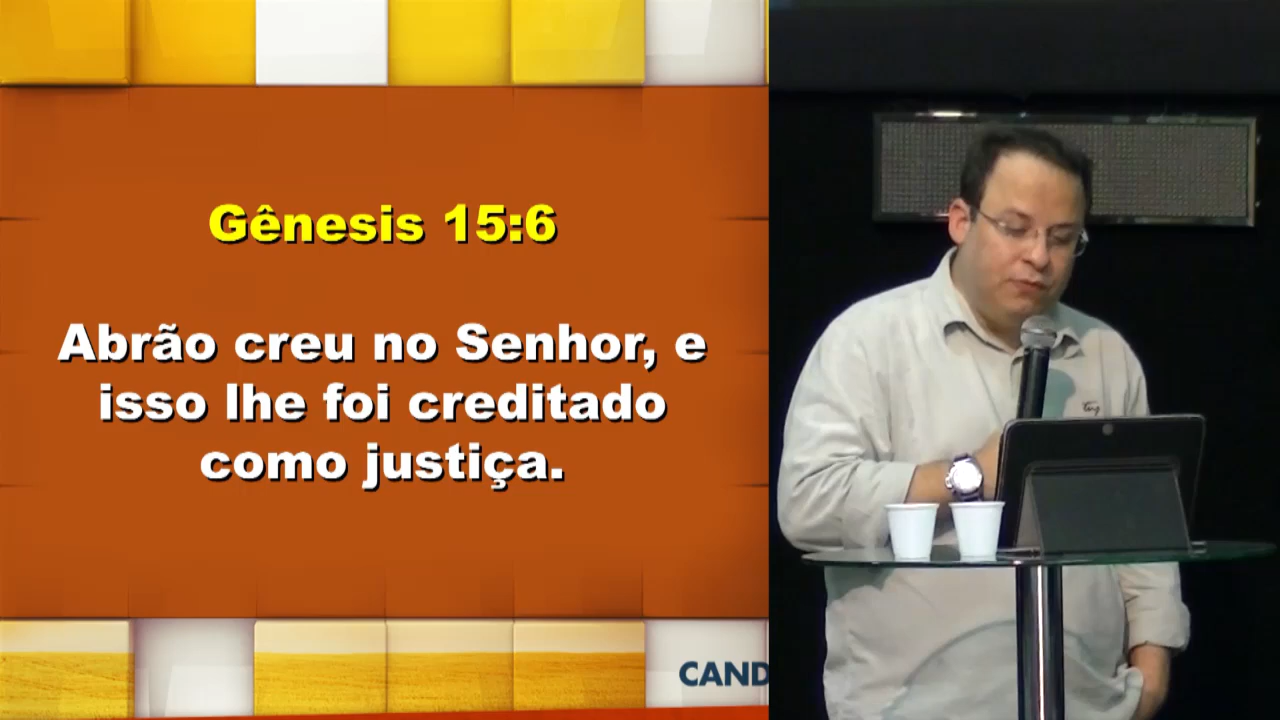 Gênesis 15:6
Abrão creu no Senhor, e
isso lhe foi creditado
como justiça.
CAND